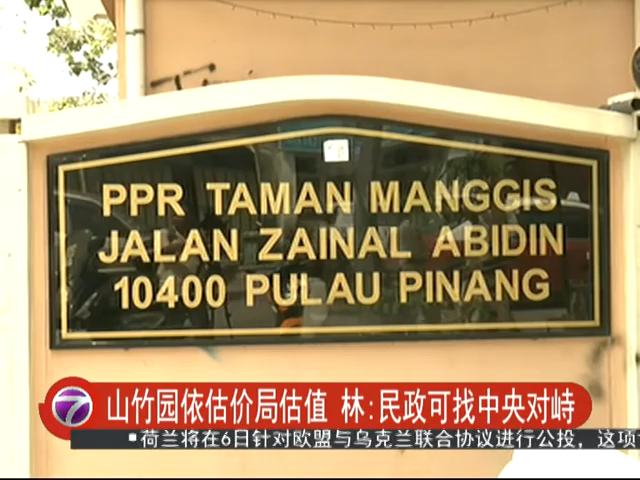 PPR TAMAN MANGGIS
JALAN ZAINAL ABIDIN
10400 PULAU PINANG
7 山竹园依估价局估值 林:民政可找中央对峙
▪荷兰将在6日针对欧盟与乌克兰联合协议进行公投，这项